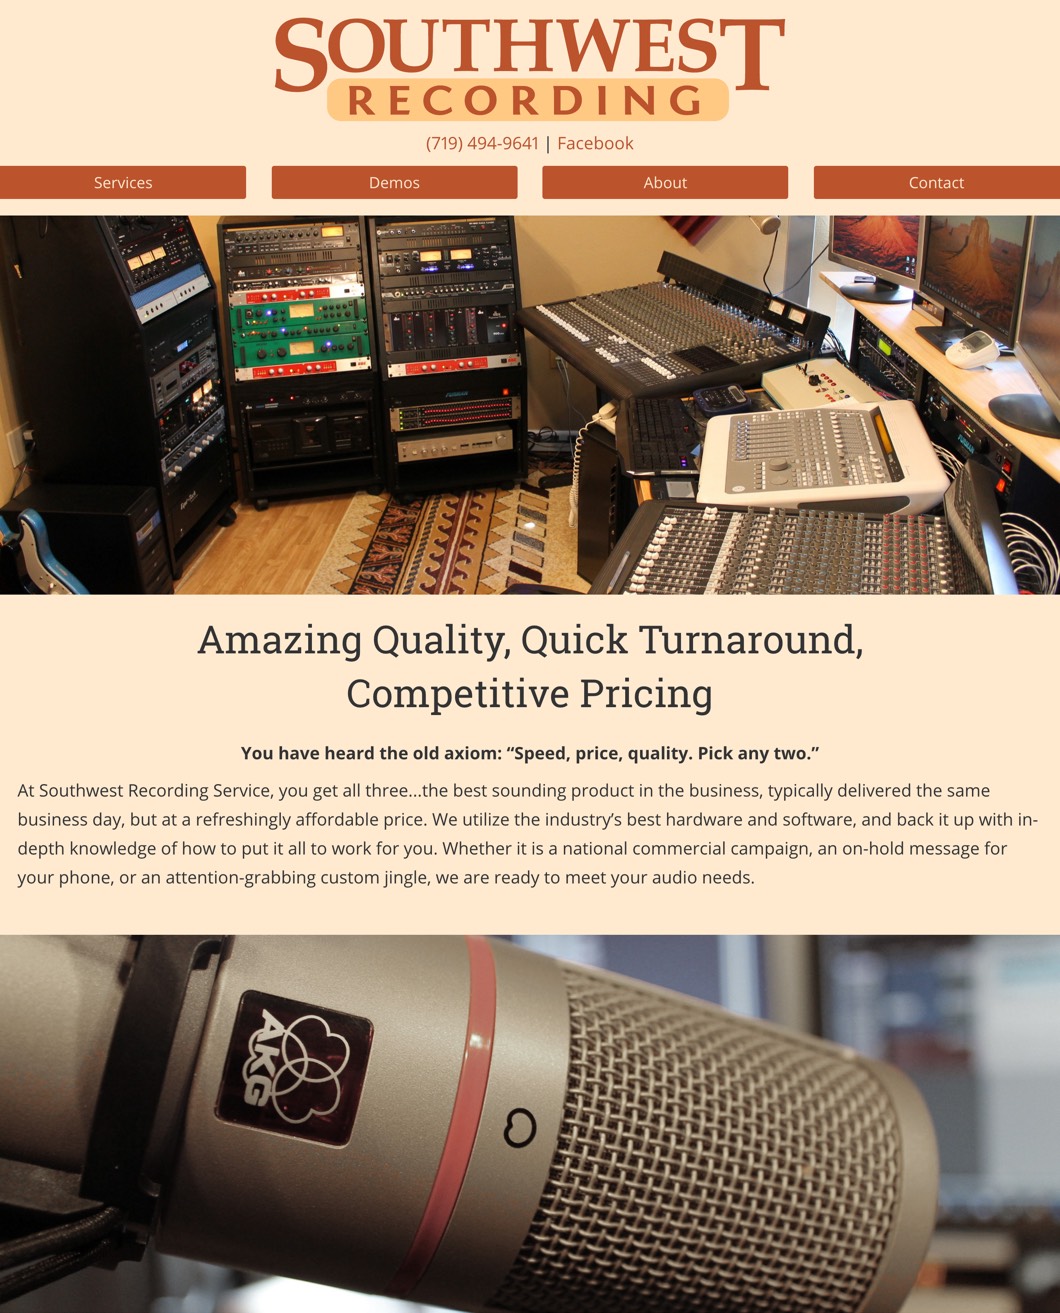 SOUTHWEST
RECORDING
(719) 494-9641 | Facebook
Services
Demos
About
Contact
Amazing Quality, Quick Turnaround,
Competitive Pricing
You have heard the old axiom: “Speed, price, quality. Pick any two.”
At Southwest Recording Service, you get all three...the best sounding product in the business, typically delivered the same
business day, but at a refreshingly affordable price. We utilize the industry’s best hardware and software, and back it up with in-
depth knowledge of how to put it all to work for you. Whether it is a national commercial campaign, an on-hold message for
your phone, or an attention-grabbing custom jingle, we are ready to meet your audio needs.
AKG